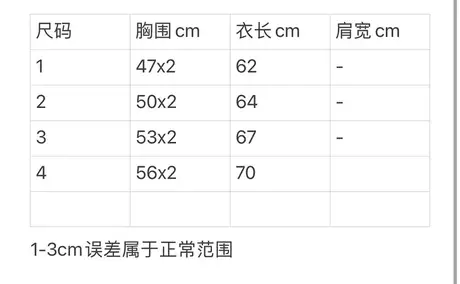 尺码 胸围cm 衣长cm 肩宽cm
1 47x2 62 -
2 50x2 64 -
3 53x2 67 -
4 56x2 70
1-3cm误差属于正常范围